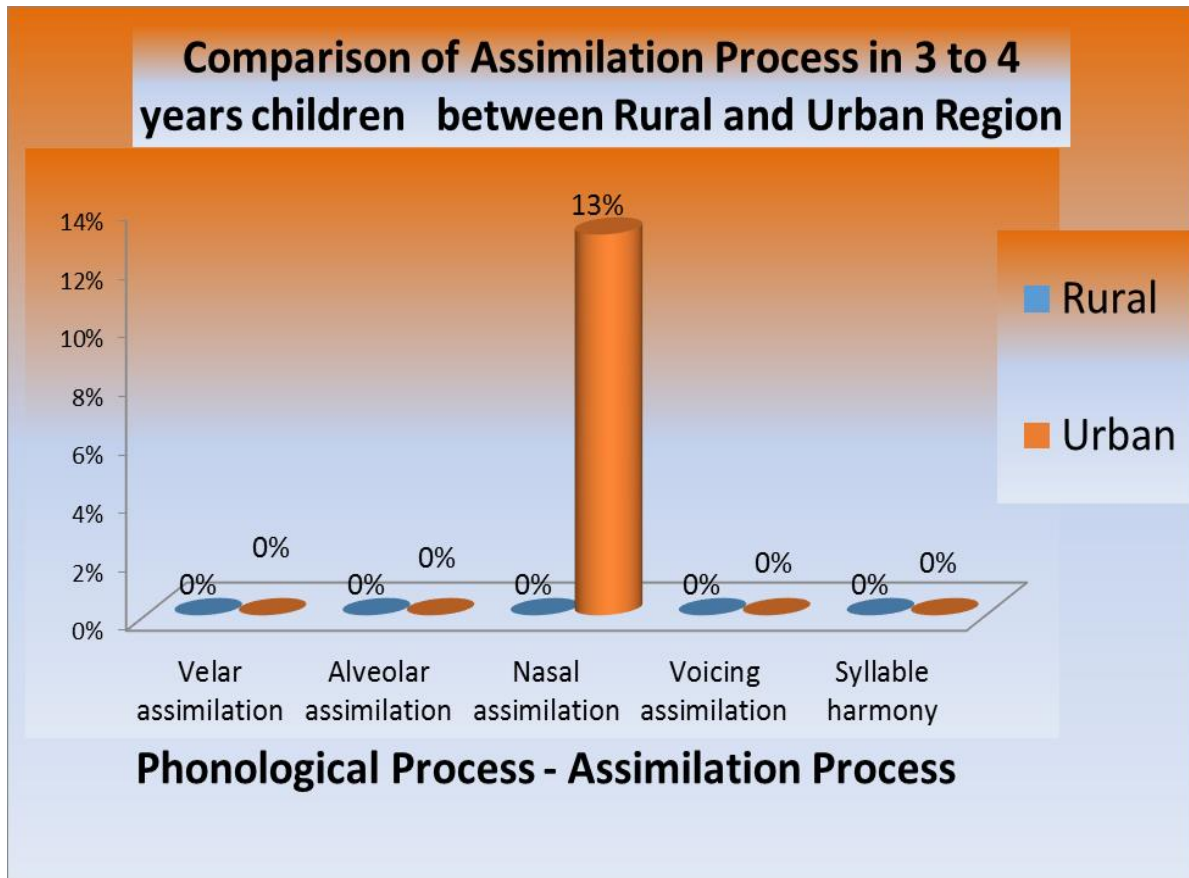 Comparison of Assimilation Process in 3 to 4
years children between Rural and Urban Region
13%
14%
12%
10%
8%
6%
4%
2%
0%
0% 0% 0% 0% 0% 0% 0% 0% 0%
Velar assimilation
Alveolar assimilation
Nasal assimilation
Voicing assimilation
Syllable harmony
Phonological Process - Assimilation Process
Rural
Urban